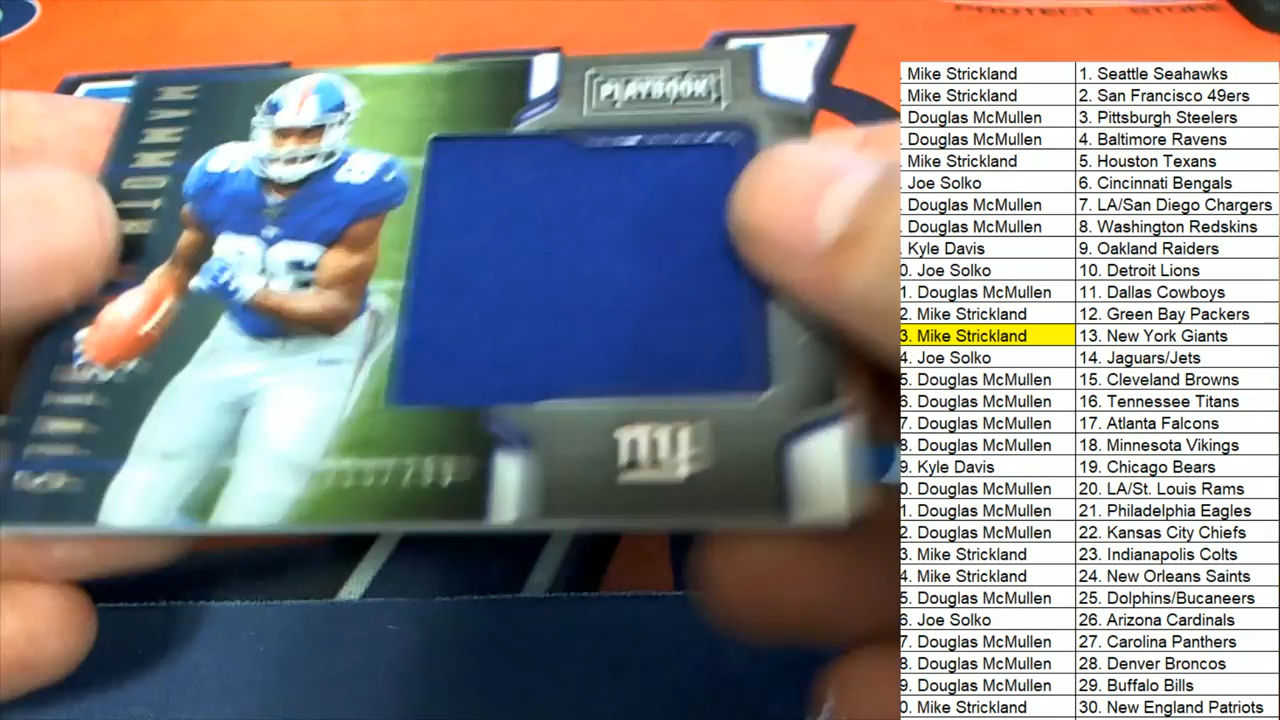 PROTECT STORE
PLAYBOOK
86
ny
. Mike Strickland 1. Seattle Seahawks
. Mike Strickland 2. San Francisco 49ers
. Douglas McMullen 3. Pittsburgh Steelers
. Douglas McMullen 4. Baltimore Ravens
. Mike Strickland 5. Houston Texans
. Joe Solko 6. Cincinnati Bengals
. Douglas McMullen 7. LA/San Diego Chargers
. Douglas McMullen 8. Washington Redskins
. Kyle Davis 9. Oakland Raiders
0. Joe Solko 10. Detroit Lions
1. Douglas McMullen 11. Dallas Cowboys
2. Mike Strickland 12. Green Bay Packers
3. Mike Strickland 13. New York Giants
4. Joe Solko 14. Jaguars/Jets
5. Douglas McMullen 15. Cleveland Browns
6. Douglas McMullen 16. Tennessee Titans
7. Douglas McMullen 17. Atlanta Falcons
8. Douglas McMullen 18. Minnesota Vikings
9. Kyle Davis 19. Chicago Bears
0. Douglas McMullen 20. LA/St. Louis Rams
1. Douglas McMullen 21. Philadelphia Eagles
2. Douglas McMullen 22. Kansas City Chiefs
3. Mike Strickland 23. Indianapolis Colts
4. Mike Strickland 24. New Orleans Saints
5. Douglas McMullen 25. Dolphins/Bucaneers
6. Joe Solko 26. Arizona Cardinals
7. Douglas McMullen 27. Carolina Panthers
8. Douglas McMullen 28. Denver Broncos
9. Douglas McMullen 29. Buffalo Bills
0. Mike Strickland 30. New England Patriots